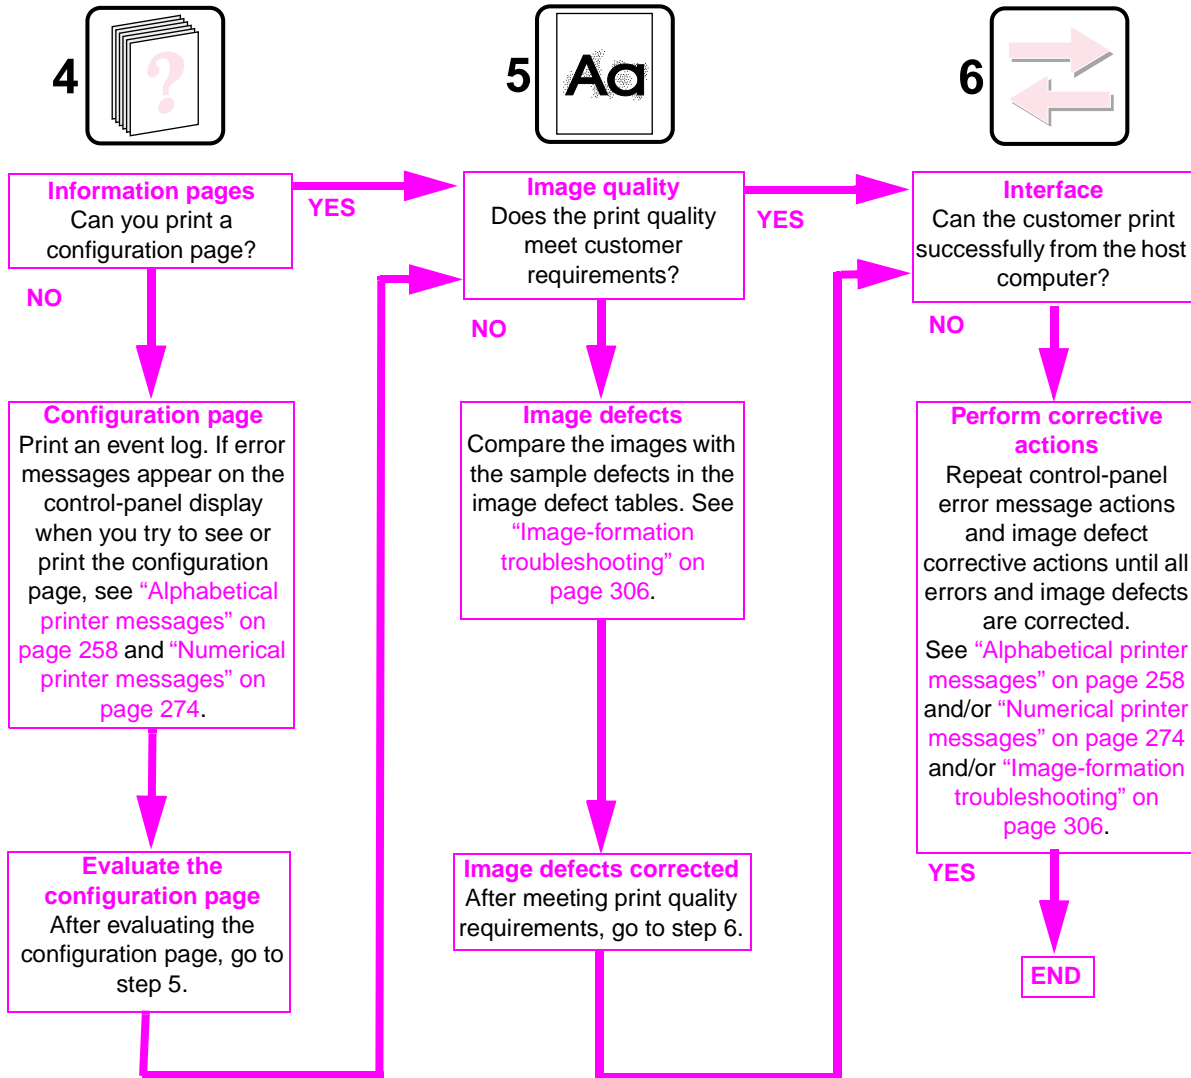 4
?
Information pages
Can you print a
configuration page?
YES
NO
Configuration page
Print an event log. If error
messages appear on the
control-panel display
when you try to see or
print the configuration
page, see “Alphabetical
printer messages” on
page 258 and “Numerical
printer messages” on
page 274.
Evaluate the
configuration page
After evaluating the
configuration page, go to
step 5.
5
Aa
Image quality
Does the print quality
meet customer
requirements?
YES
NO
Image defects
Compare the images with
the sample defects in the
image defect tables. See
“Image-formation
troubleshooting” on
page 306.
Image defects corrected
After meeting print quality
requirements, go to step 6.
6
Interface
Can the customer print
successfully from the host
computer?
NO
Perform corrective
actions
Repeat control-panel
error message actions
and image defect
corrective actions until all
errors and image defects
are corrected.
See “Alphabetical printer
messages” on page 258
and/or “Numerical printer
messages” on page 274
and/or “Image-formation
troubleshooting” on
page 306.
YES
END